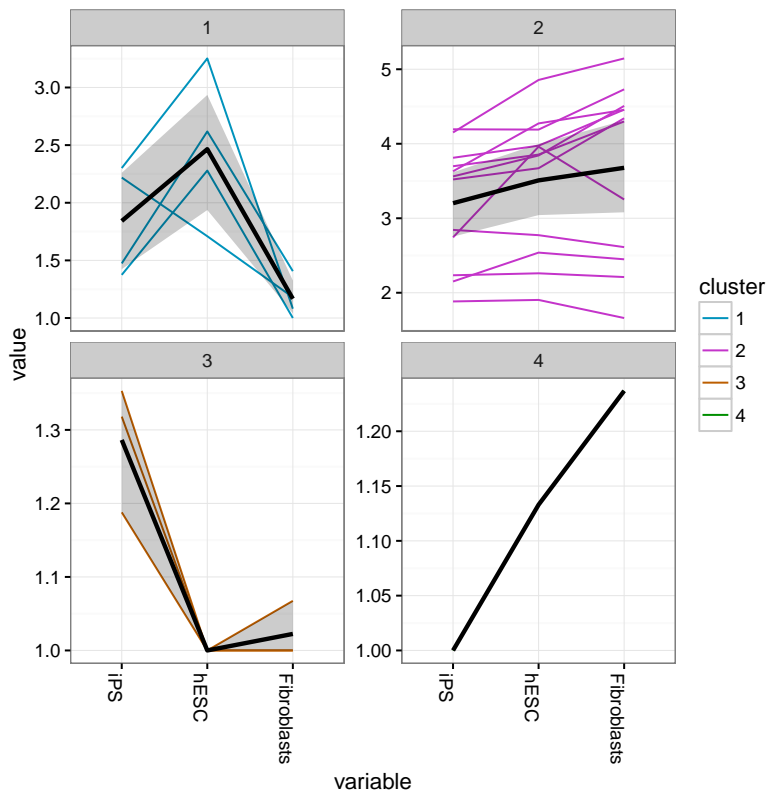 1
2
3.0
2.5
2.0
1.5
1.0
5
4
3
2
value
3
4
1.3
1.2
1.1
1.0
1.20
1.15
1.10
1.05
1.00
iPS
hESC
Fibroblasts
iPS
hESC
Fibroblasts
variable
cluster
1
2
3
4